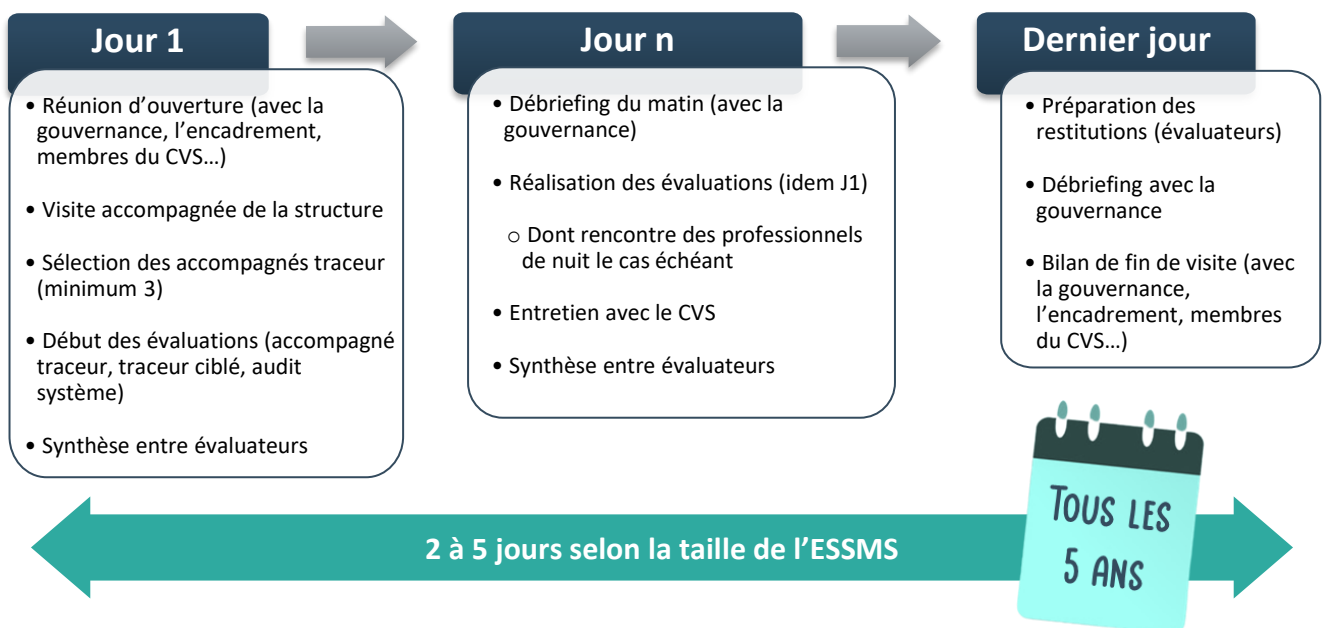 Jour 1
• Réunion d’ouverture (avec la
gouvernance, l’encadrement,
membres du CVS…)
• Visite accompagnée de la structure
• Sélection des accompagnés traceur
(minimum 3)
• Début des évaluations (accompagné
traceur, traceur ciblé, audit
système)
• Synthèse entre évaluateurs
Jour n
• Débriefing du matin (avec la
gouvernance)
• Réalisation des évaluations (idem J1)
o Dont rencontre des professionnels
de nuit le cas échéant
• Entretien avec le CVS
• Synthèse entre évaluateurs
Dernier jour
• Préparation des
restitutions (évaluateurs)
• Débriefing avec la
gouvernance
• Bilan de fin de visite (avec
la gouvernance,
l’encadrement, membres
du CVS…)
2 à 5 jours selon la taille de l’ESSMS
TOUS LES
5 ANS